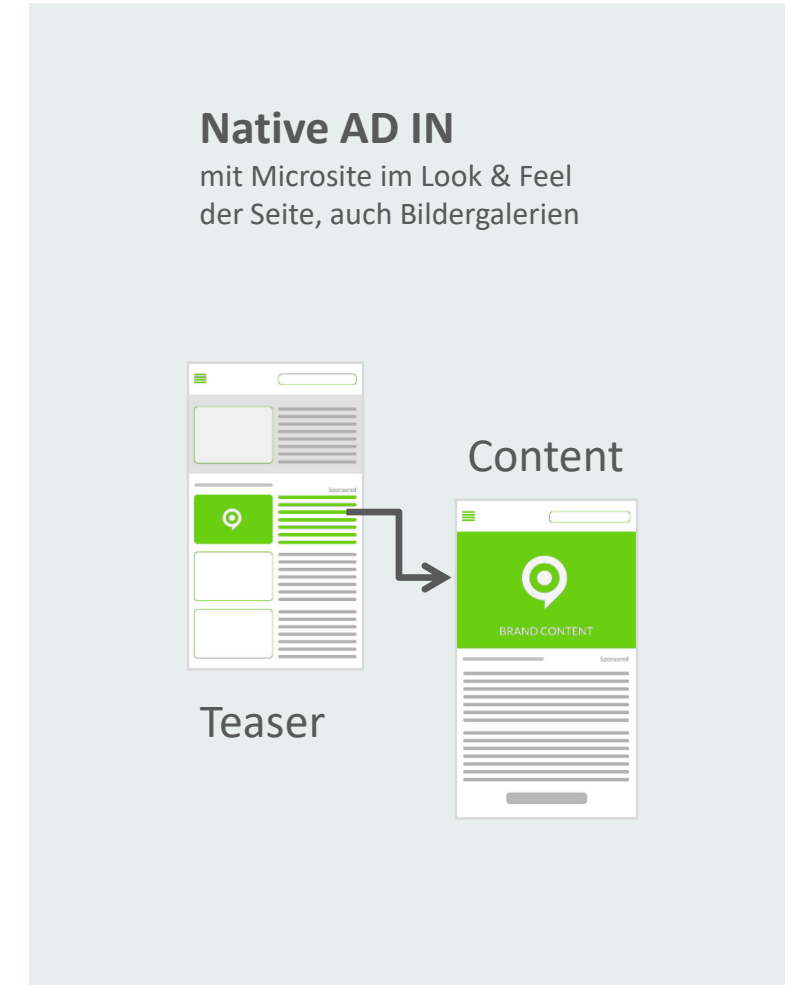 Native AD IN
mit Microsite im Look & Feel
der Seite, auch Bildergalerien
Sponsored
Teaser
Content
BRAND CONTENT
Sponsored